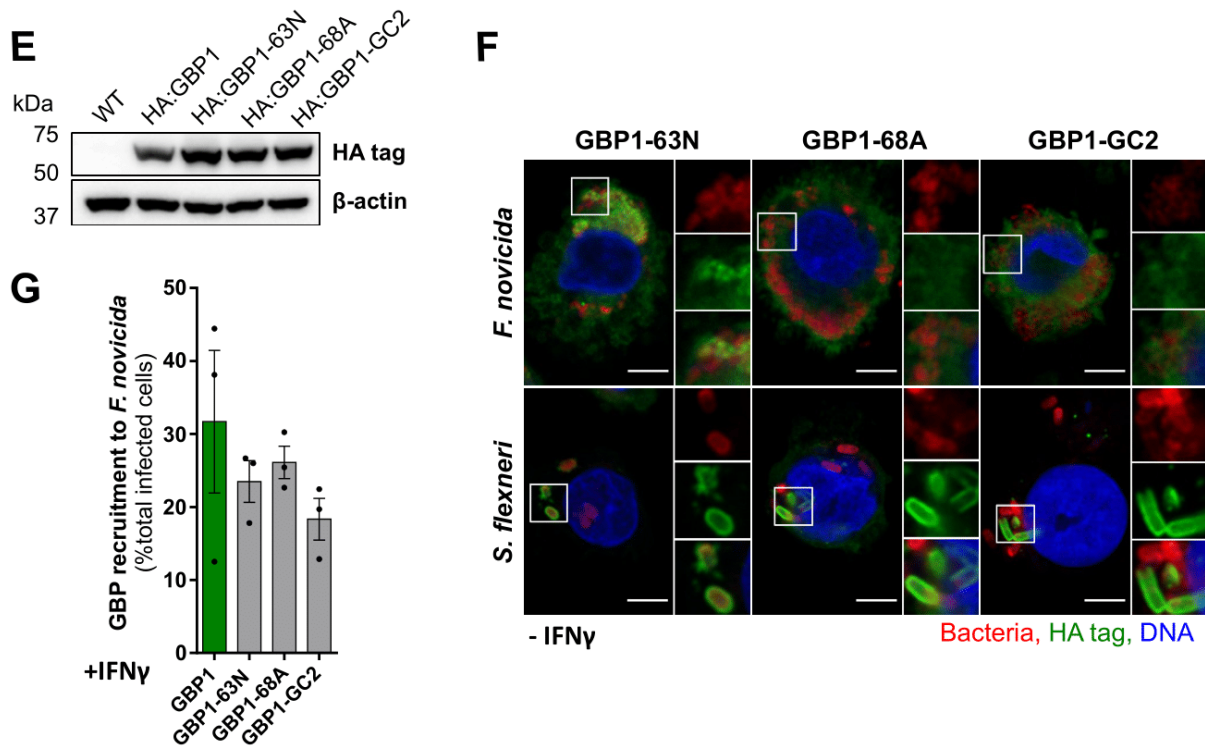 E
kDa
WT
HA:GBP1
HA:GBP1-63N
HA:GBP1-68A
HA:GBP1-GC2
75
50
HA tag
37
β-actin
F
GBP1-63N GBP1-68A GBP1-GC2
F. novicida
S. flexneri
- IFNγ
Bacteria, HA tag, DNA
G
GBP recruitment to F. novicida
(%total infected cells)
50
40
30
20
10
0
+IFNγ
GBP1
GBP1-63N
GBP1-68A
GBP1-GC2